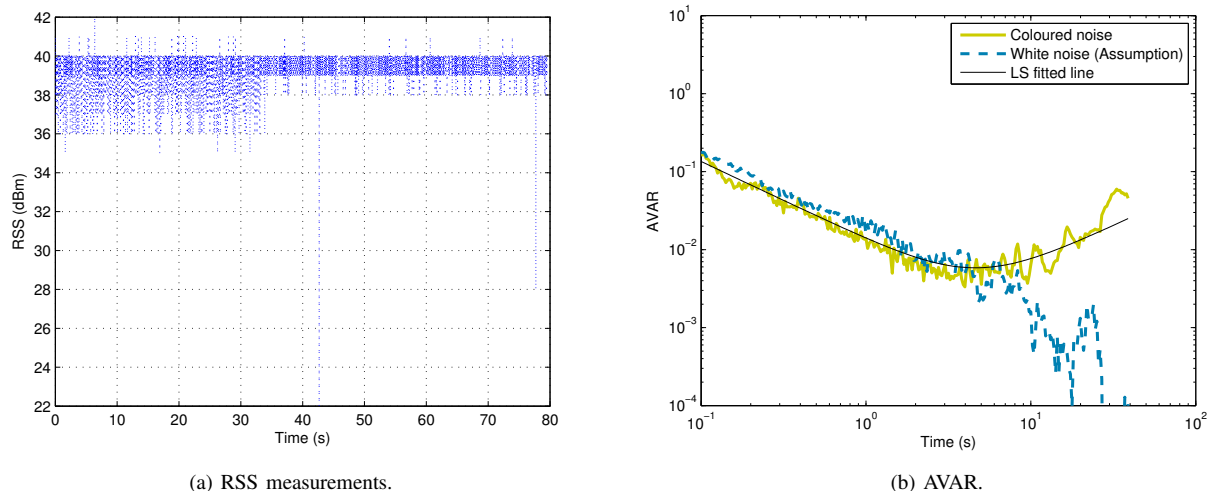 42
40
38
36
34
32
30
28
26
24
22
0 10 20 30 40 50 60 70 80
RSS (dBm)
Time (s)
(a) RSS measurements.
10^1
10^0
10^-1
10^-2
10^-3
10^-4
10^-1 10^0 10^1 10^2
AVAR
Time (s)
Coloured noise
White noise (Assumption)
LS fitted line
(b) AVAR.